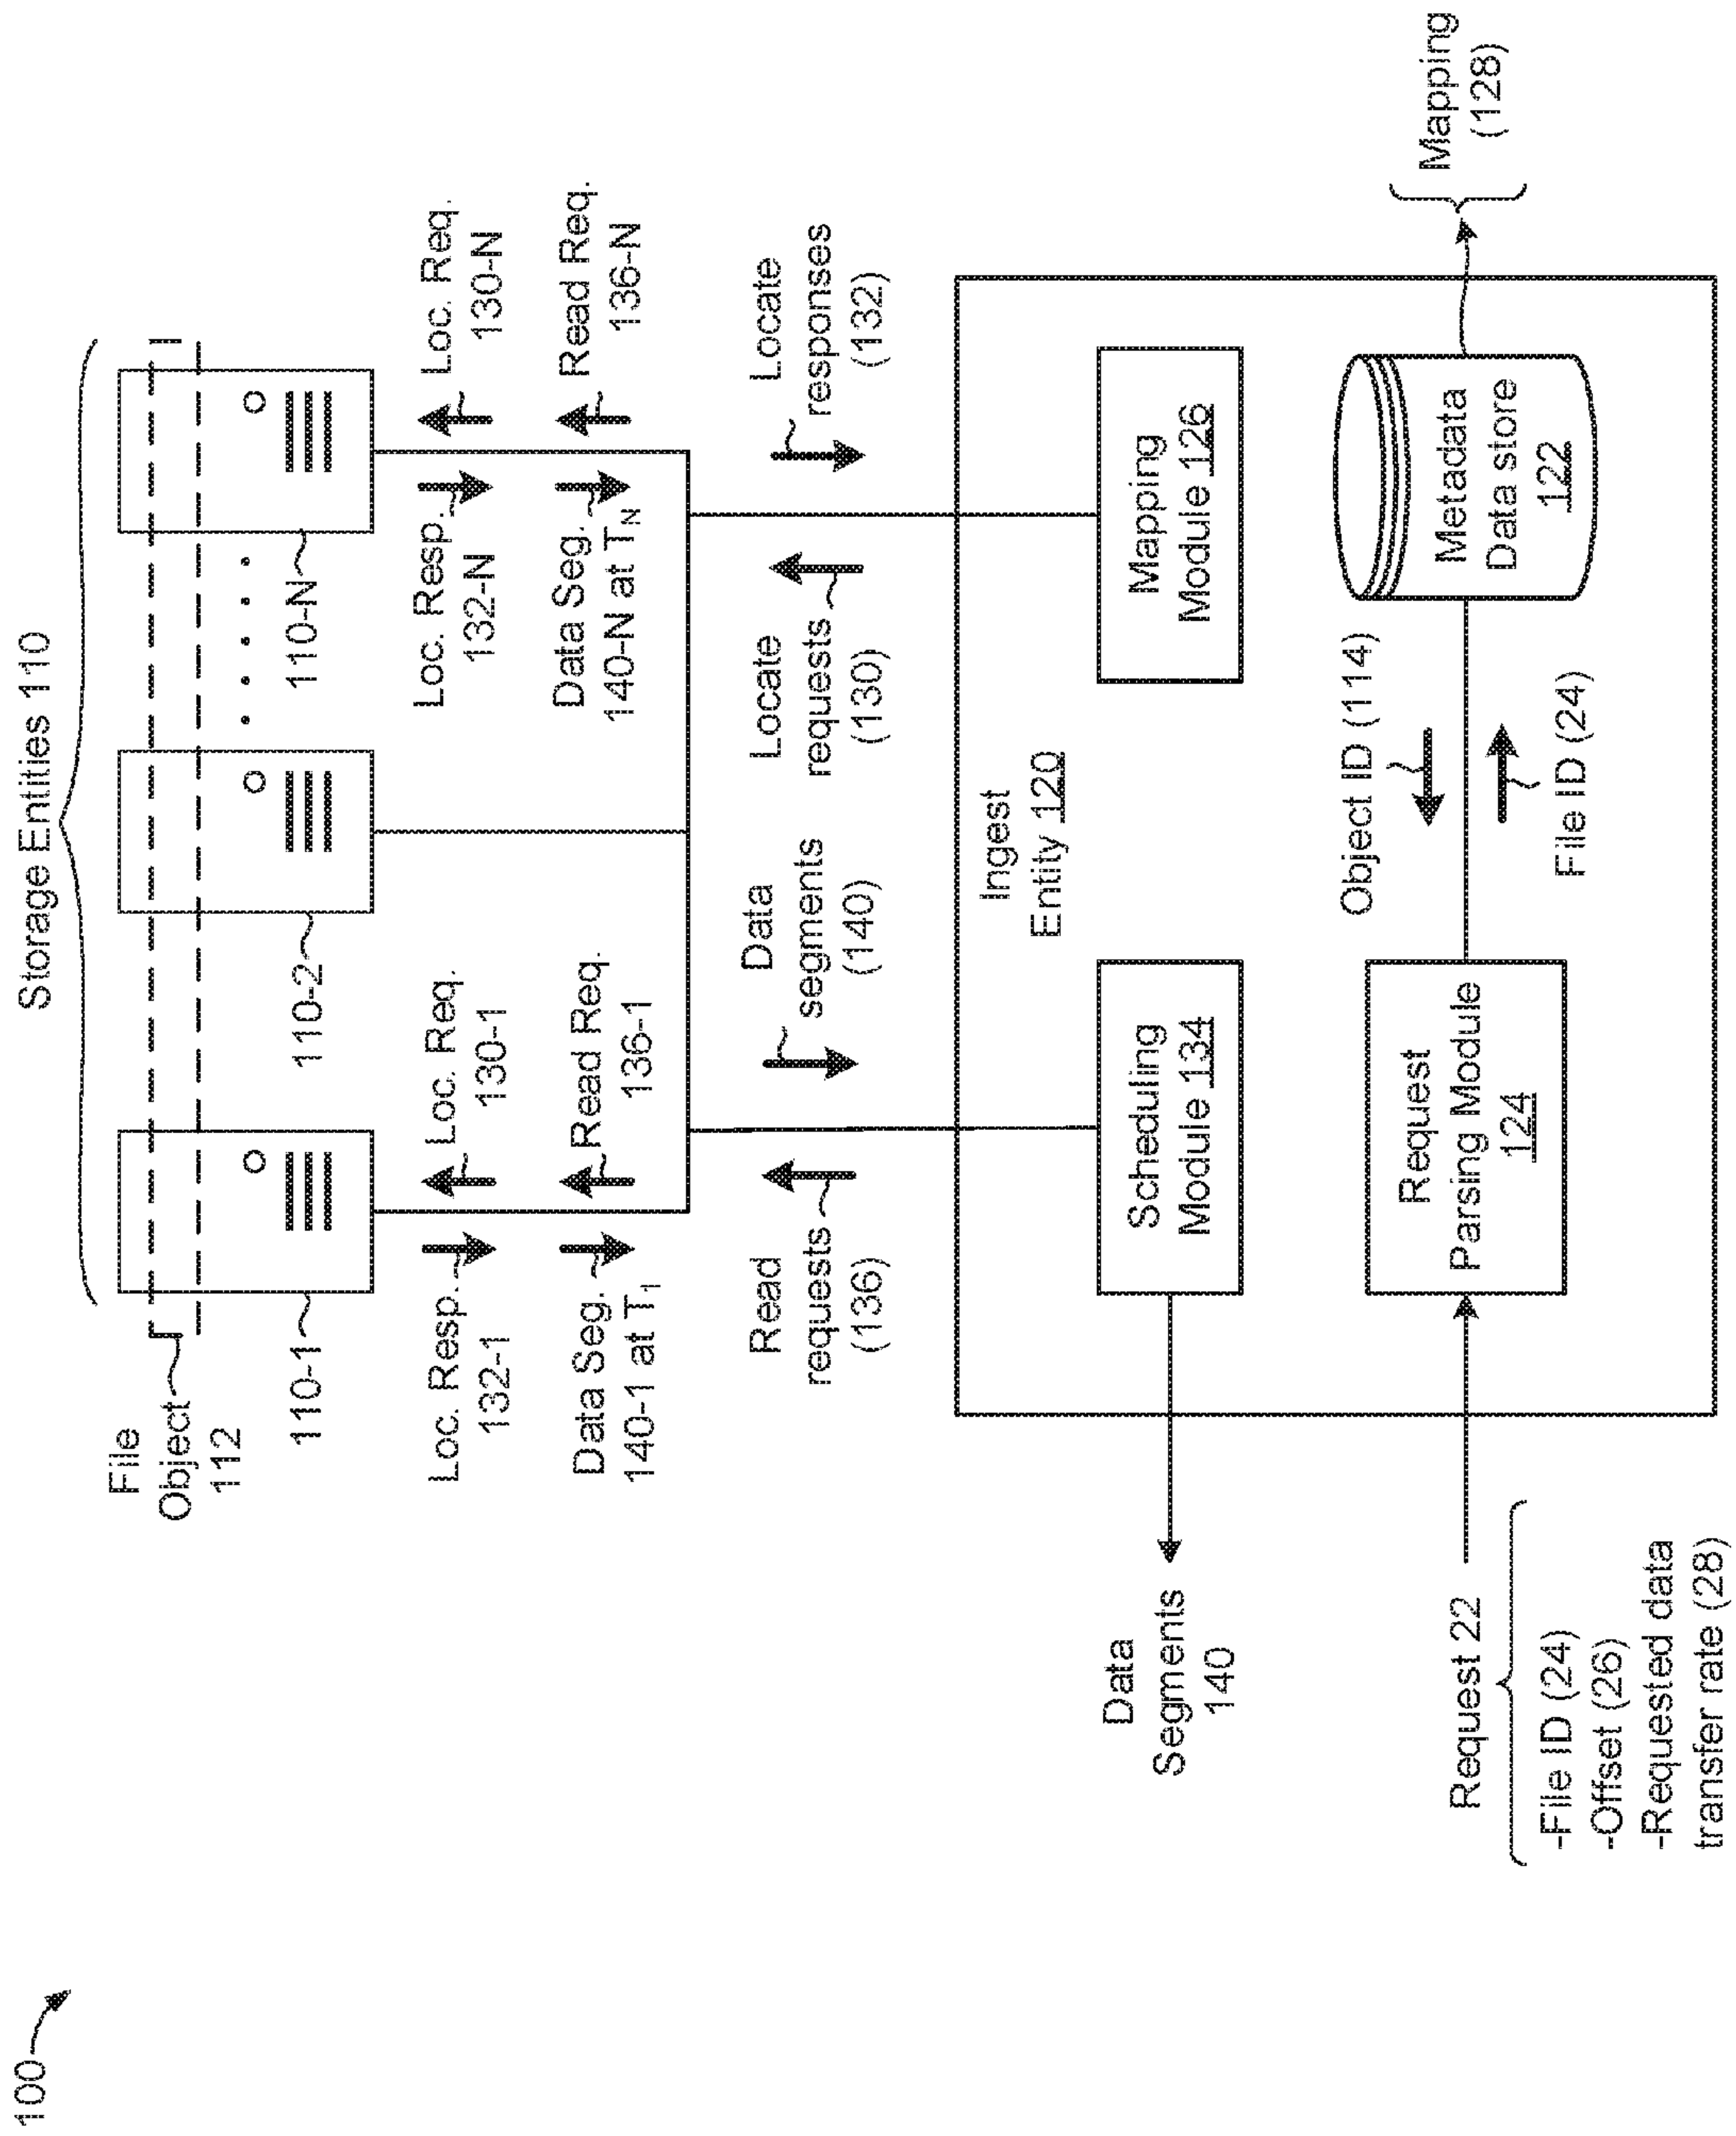 100
Storage Entities 110
File
Object
112
110-1
110-2
110-N
Loc. Resp.
132-1
Loc. Req.
130-1
Data Seg.
140-1 at T1
Read Req.
136-1
Loc. Resp.
132-N
Loc. Req.
130-N
Data Seg.
140-N at TN
Read Req.
136-N
Read
requests
(136)
Data
segments
(140)
Locate
requests
(130)
Locate
responses
(132)
Ingest
Entity 120
Data
Segments
140
Scheduling
Module 134
Mapping
Module 126
Request 22
-File ID (24)
-Offset (26)
-Requested data
transfer rate (28)
Request
Parsing Module
124
Object ID (114)
File ID (24)
Metadata
Data store
122
Mapping
(128)